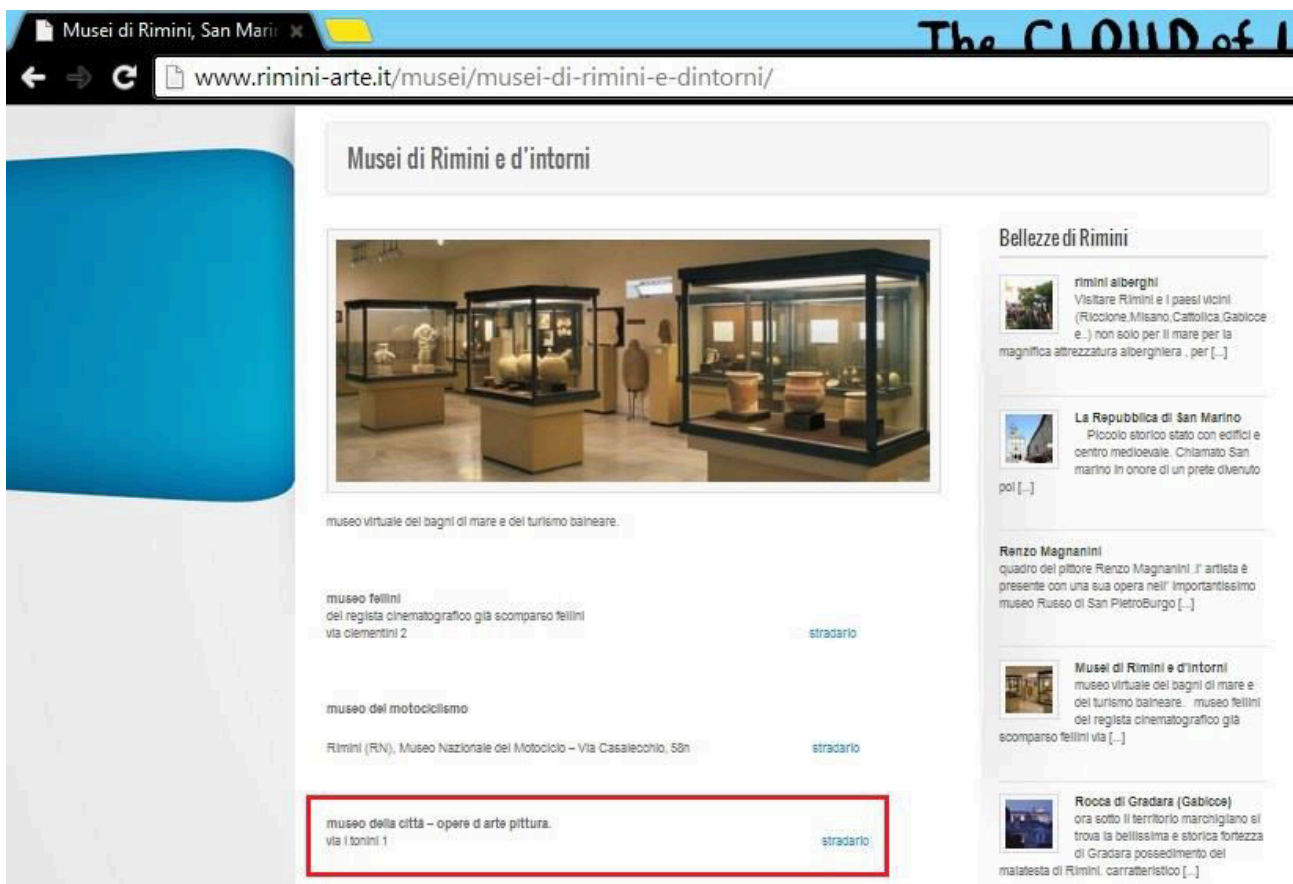 Musei di Rimini, San Mari
The CLOUD of
www.rimini-arte.it/musei/musei-di-rimini-e-dintorni/
Musei di Rimini e d'intorni
museo virtuale dei bagni di mare e del turismo balneare.
museo fellini
del regista cinematografico già scomparso fellini
via clementini 2 stradario
museo del motociclismo
Rimini (RN), Museo Nazionale del Motociclo – Via Casalecchio, 58n stradario
museo della città – opere d arte pittura.
via l tonini 1 stradario
Bellezze di Rimini
rimini alberghi
Visitare Rimini e i paesi vicini
(Riccione,Misano,Cattolica,Gabicce
e..) non solo per il mare per la
magnifica attrezzatura alberghiera , per [...]
La Repubblica di San Marino
Piccolo storico stato con edifici e
centro medioevale. Chiamato San
marino in onore di un prete divenuto
poi [...]
Renzo Magnanini
quadro del pittore Renzo Magnanini .l' artista è
presente con una sua opera nell' importantissimo
museo Russo di San PietroBurgo [...]
Musei di Rimini e d'intorni
museo virtuale dei bagni di mare e
del turismo balneare. museo fellini
del regista cinematografico già
scomparso fellini via [...]
Rocca di Gradara (Gabicce)
ora sotto il territorio marchigiano si
trova la bellissima e storica fortezza
di Gradara possedimento dei
malatesta di Rimini. carratteristico [...]